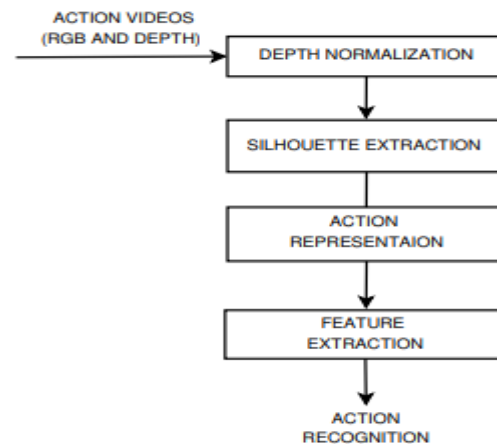 ACTION VIDEOS
(RGB AND DEPTH)
DEPTH NORMALIZATION
SILHOUETTE EXTRACTION
ACTION
REPRESENTAION
FEATURE
EXTRACTION
ACTION
RECOGNITION